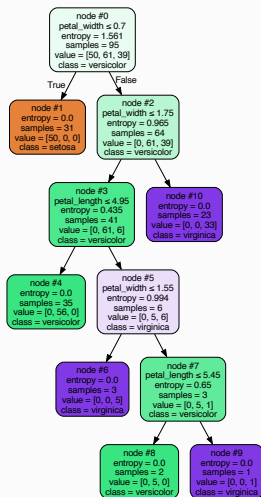 node #0
petal_width ≤ 0.7
entropy = 1.561
samples = 95
value = [50, 61, 39]
class = versicolor
True
False
node #1
entropy = 0.0
samples = 31
value = [50, 0, 0]
class = setosa
node #2
petal_width ≤ 1.75
entropy = 0.965
samples = 64
value = [0, 61, 39]
class = versicolor
node #3
petal_length ≤ 4.95
entropy = 0.435
samples = 41
value = [0, 61, 6]
class = versicolor
node #10
entropy = 0.0
samples = 23
value = [0, 0, 33]
class = virginica
node #4
entropy = 0.0
samples = 35
value = [0, 56, 0]
class = versicolor
node #5
petal_width ≤ 1.55
entropy = 0.994
samples = 6
value = [0, 5, 6]
class = virginica
node #6
entropy = 0.0
samples = 3
value = [0, 0, 5]
class = virginica
node #7
petal_length ≤ 5.45
entropy = 0.65
samples = 3
value = [0, 5, 1]
class = versicolor
node #8
entropy = 0.0
samples = 2
value = [0, 5, 0]
class = versicolor
node #9
entropy = 0.0
samples = 1
value = [0, 0, 1]
class = virginica